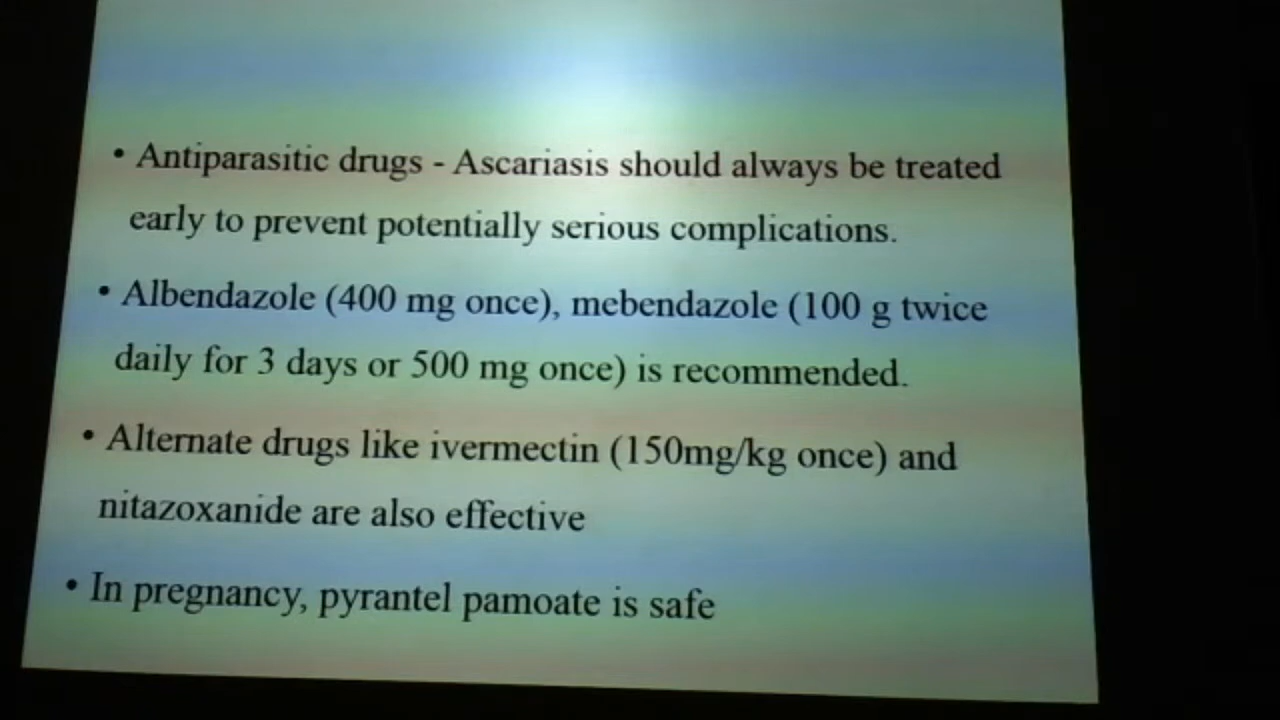 • Antiparasitic drugs - Ascariasis should always be treated
early to prevent potentially serious complications.
• Albendazole (400 mg once), mebendazole (100 g twice
daily for 3 days or 500 mg once) is recommended.
• Alternate drugs like ivermectin (150mg/kg once) and
nitazoxanide are also effective
• In pregnancy, pyrantel pamoate is safe